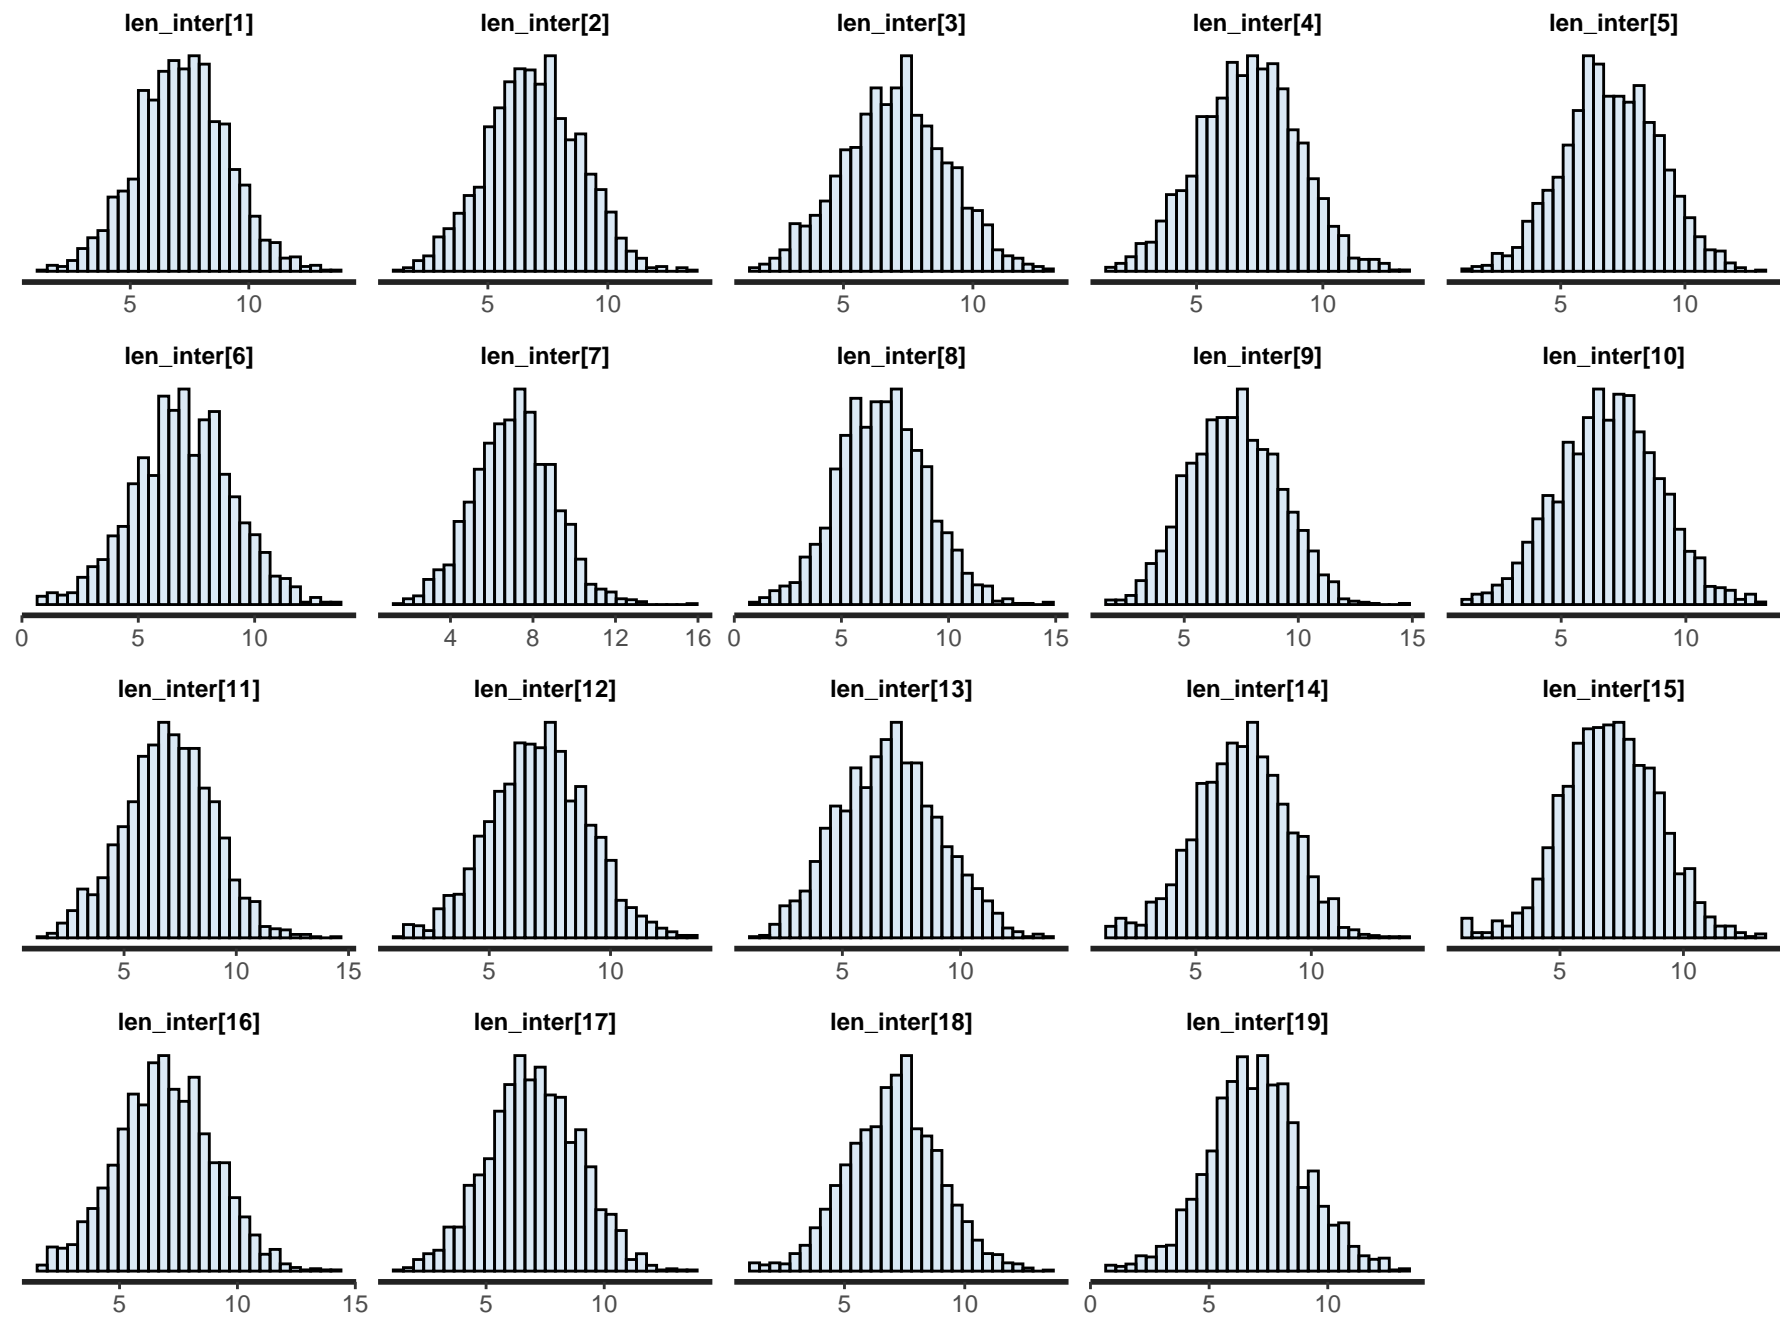 len_inter[1] len_inter[2] len_inter[3] len_inter[4] len_inter[5]
5 10 5 10 5 10 5 10 5 10
len_inter[6] len_inter[7] len_inter[8] len_inter[9] len_inter[10]
0 5 10 4 8 12 16 0 5 10 15 5 10 15 5 10
len_inter[11] len_inter[12] len_inter[13] len_inter[14] len_inter[15]
5 10 15 5 10 5 10 5 10 5 10
len_inter[16] len_inter[17] len_inter[18] len_inter[19]
5 10 15 5 10 5 10 0 5 10